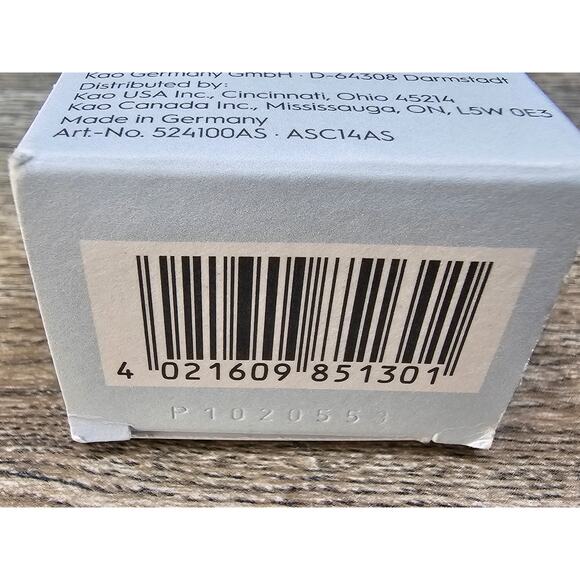 Kao Germany GmbH · D-64308 Darmstadt
Distributed by:
Kao USA Inc., Cincinnati, Ohio 45214
Kao Canada Inc., Mississauga, ON, L5W 0E3
Made in Germany
Art.-No. 524100AS · ASC14AS
4 021609 851301
P1020553